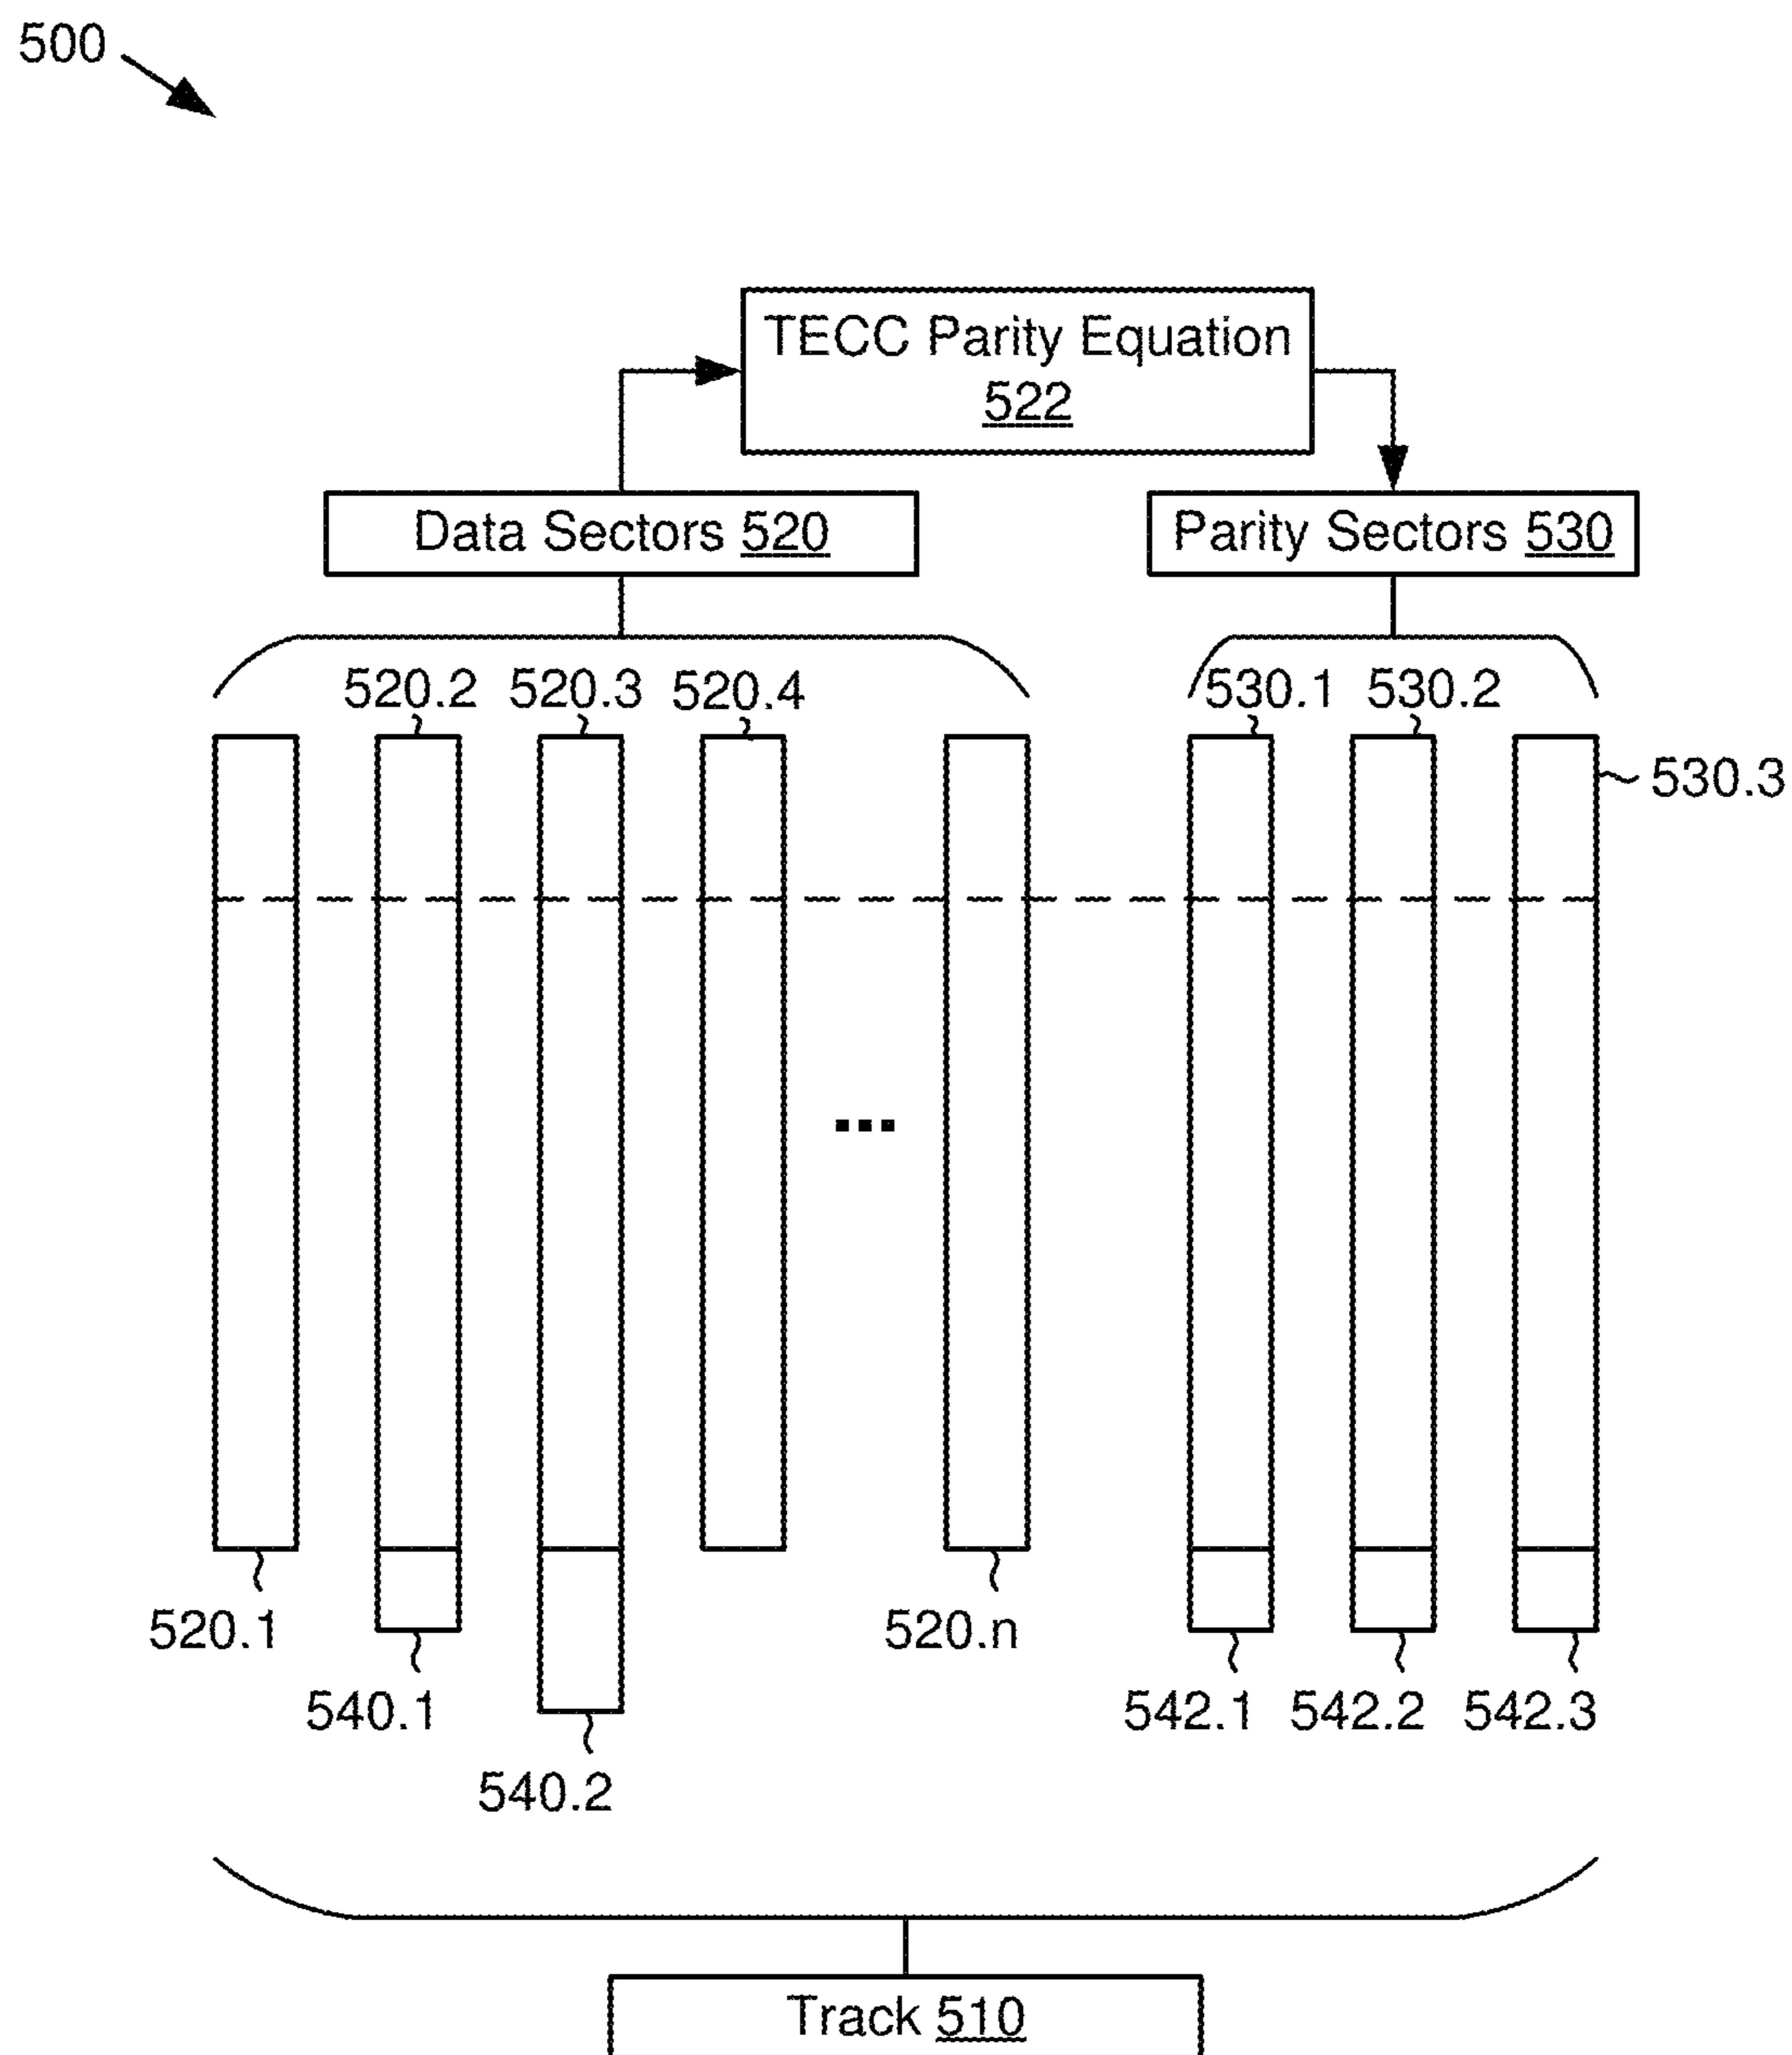 500
TECC Parity Equation
522
Data Sectors 520
Parity Sectors 530
520.2 520.3 520.4
530.1 530.2
530.3
...
520.1
520.n
540.1
542.1 542.2 542.3
540.2
Track 510